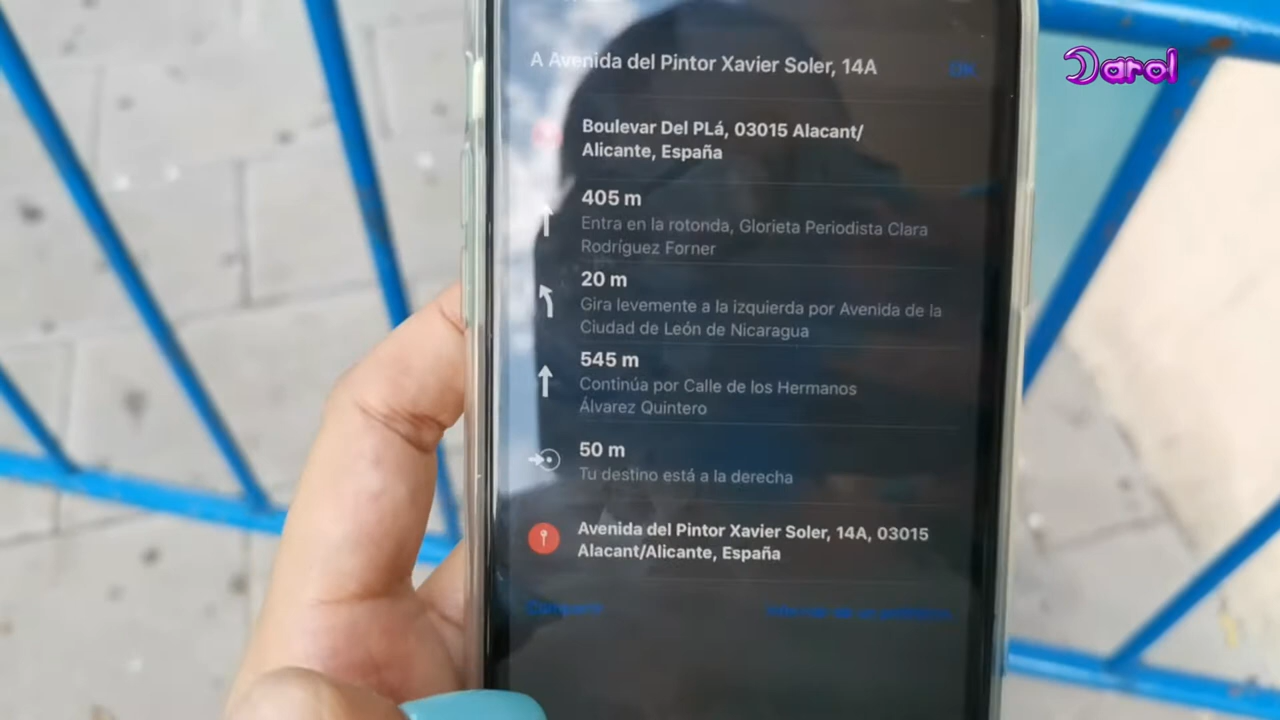 A Avenida del Pintor Xavier Soler, 14A
OK
Darol
Boulevar Del PLá, 03015 Alacant/
Alicante, España
405 m
Entra en la rotonda, Glorieta Periodista Clara
Rodríguez Forner
20 m
Gira levemente a la izquierda por Avenida de la
Ciudad de León de Nicaragua
545 m
Continúa por Calle de los Hermanos
Álvarez Quintero
50 m
Tu destino está a la derecha
Avenida del Pintor Xavier Soler, 14A, 03015
Alacant/Alicante, España